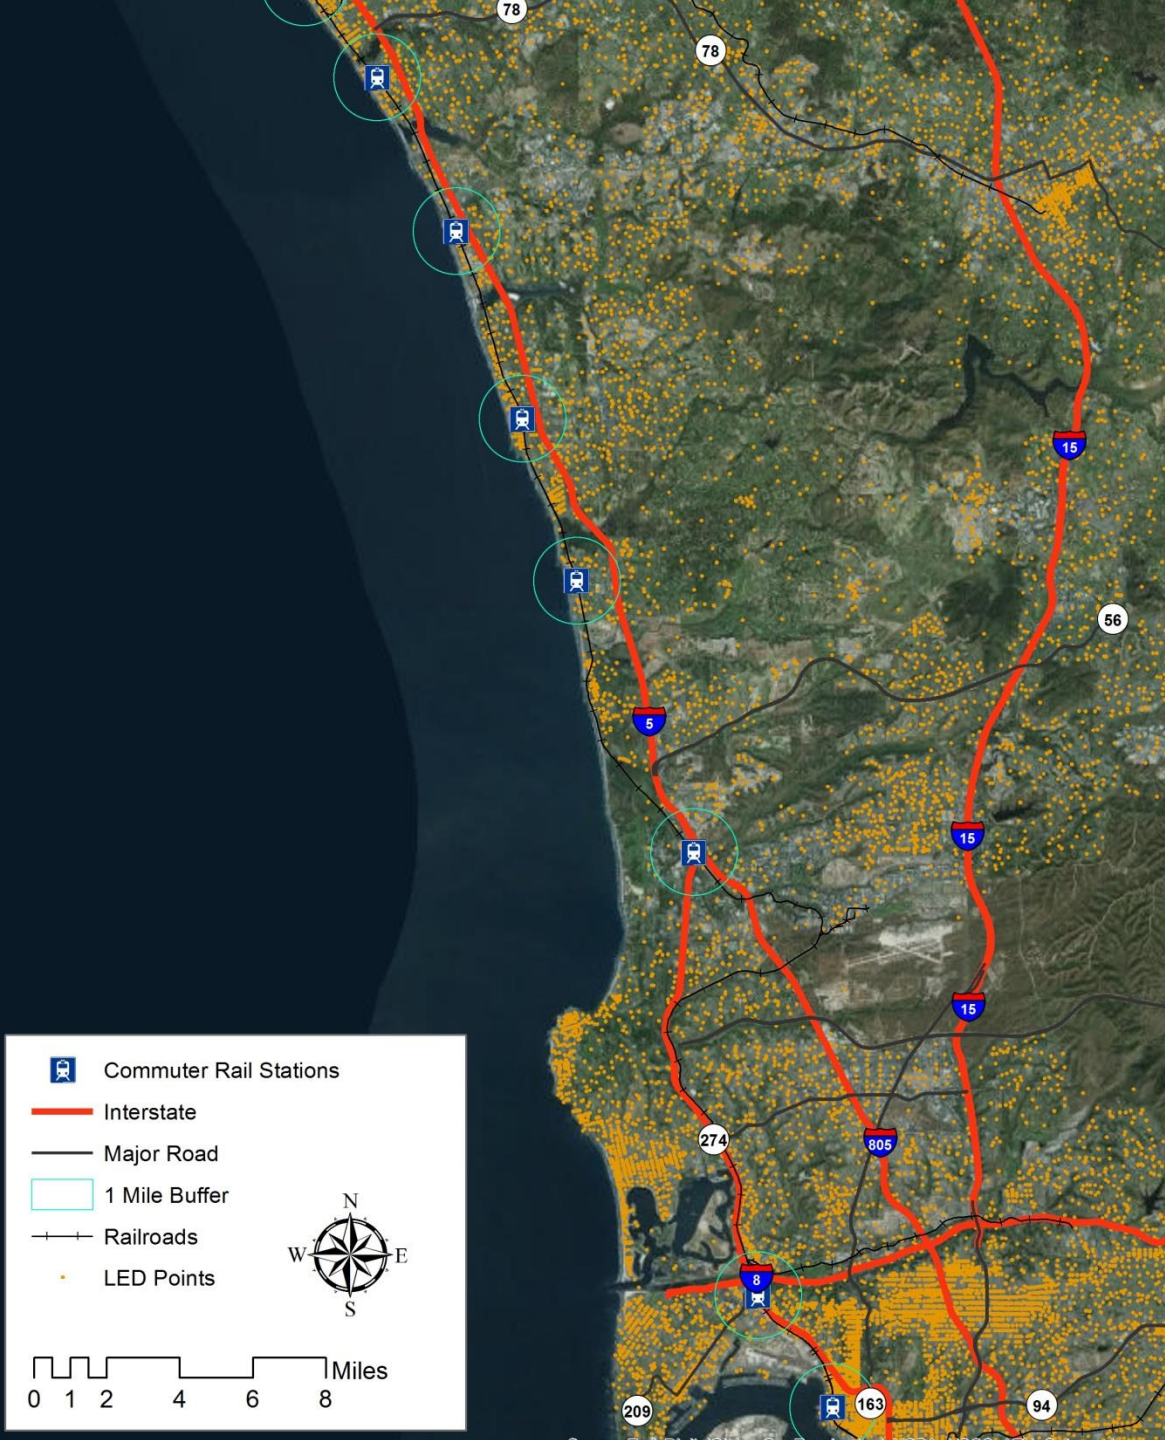 78
78
15
56
5
15
15
274
805
8
209
163
94
Commuter Rail Stations
Interstate
Major Road
1 Mile Buffer
Railroads
LED Points
N
W E
S
Miles
0 1 2 4 6 8